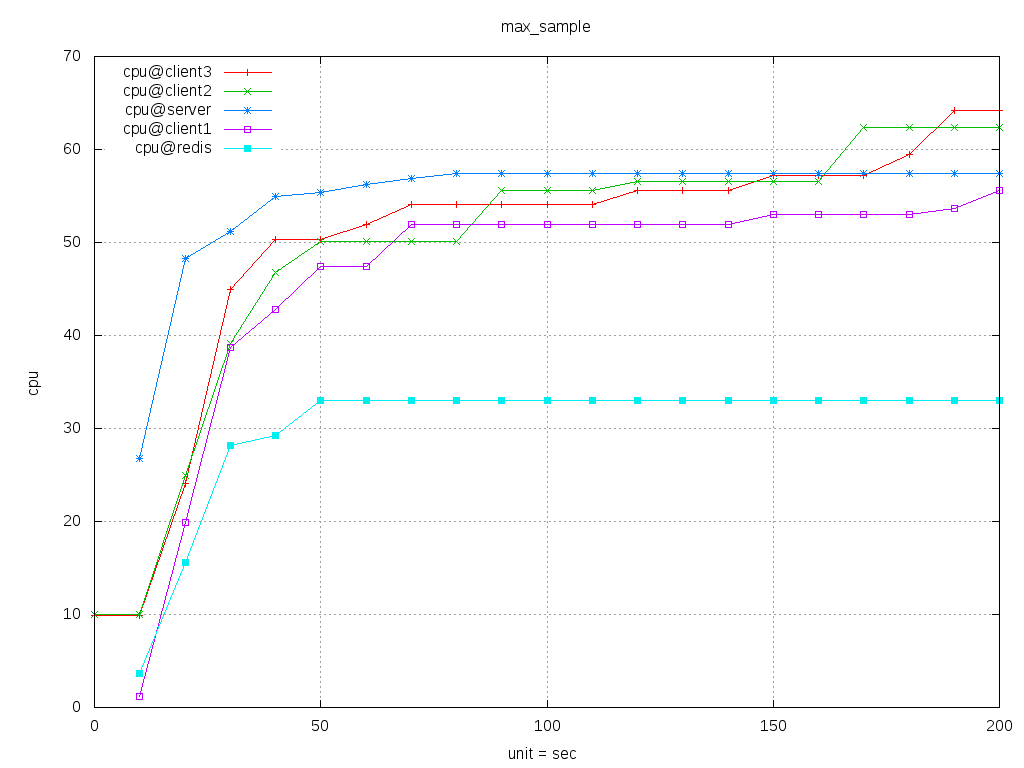 max_sample
70
60
50
40
30
20
10
0
cpu@client3
cpu@client2
cpu@server
cpu@client1
cpu@redis
cpu
0 50 100 150 200
unit = sec